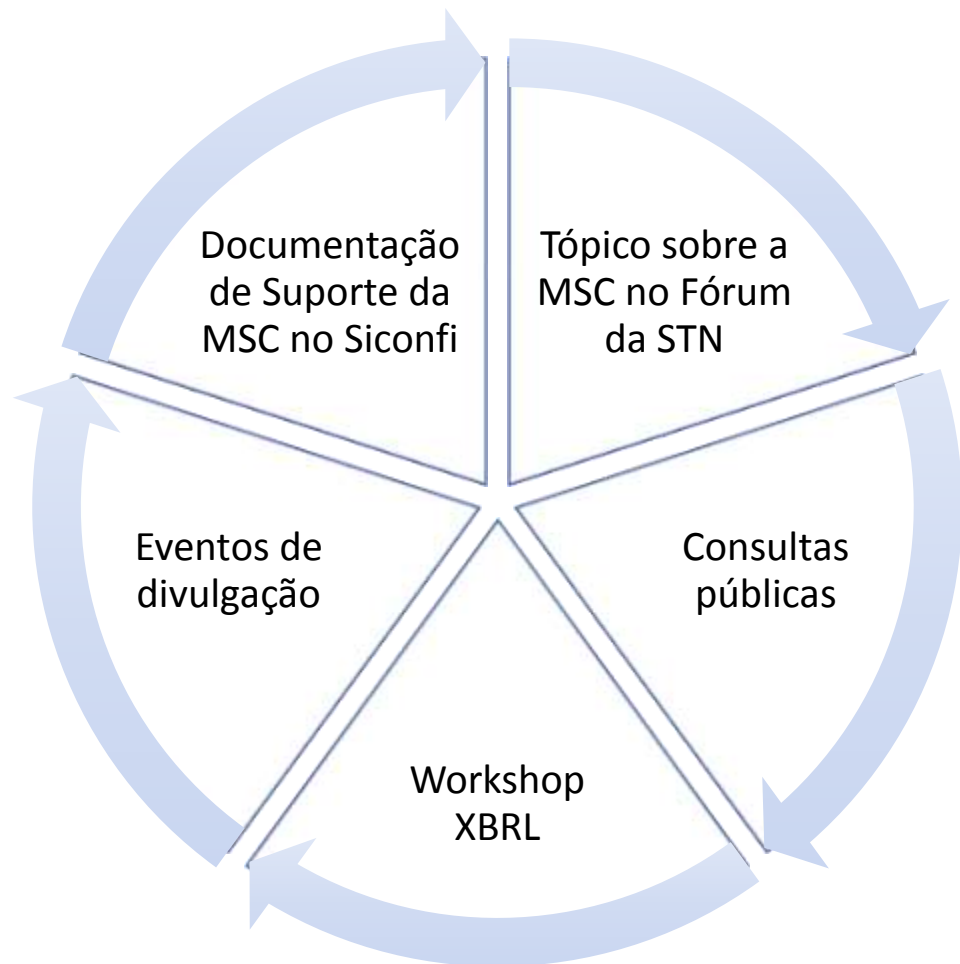 Documentação
de Suporte da
MSC no Siconfi
Tópico sobre a
MSC no Fórum
da STN
Consultas
públicas
Workshop
XBRL
Eventos de
divulgação